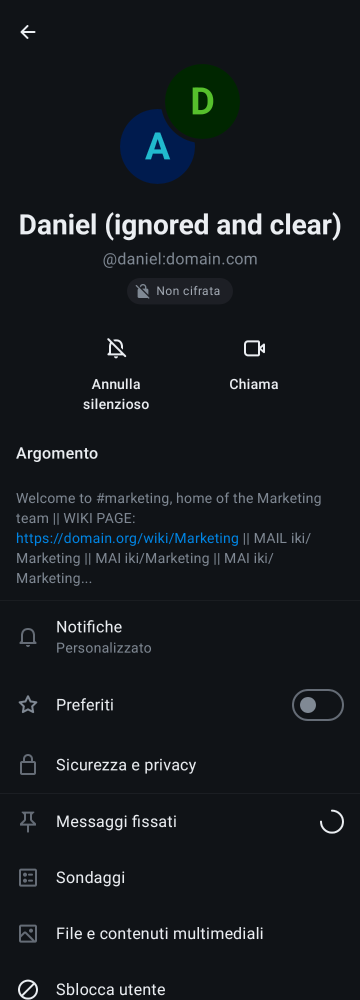 D
A
Daniel (ignored and clear)
@daniel:domain.com
Non cifrata
Annulla
silenzioso
Chiama
Argomento
Welcome to #marketing, home of the Marketing
team || WIKI PAGE:
https://domain.org/wiki/Marketing || MAIL iki/
Marketing || MAI iki/Marketing || MAI iki/
Marketing...
Notifiche
Personalizzato
Preferiti
Sicurezza e privacy
Messaggi fissati
Sondaggi
File e contenuti multimediali
Sblocca utente